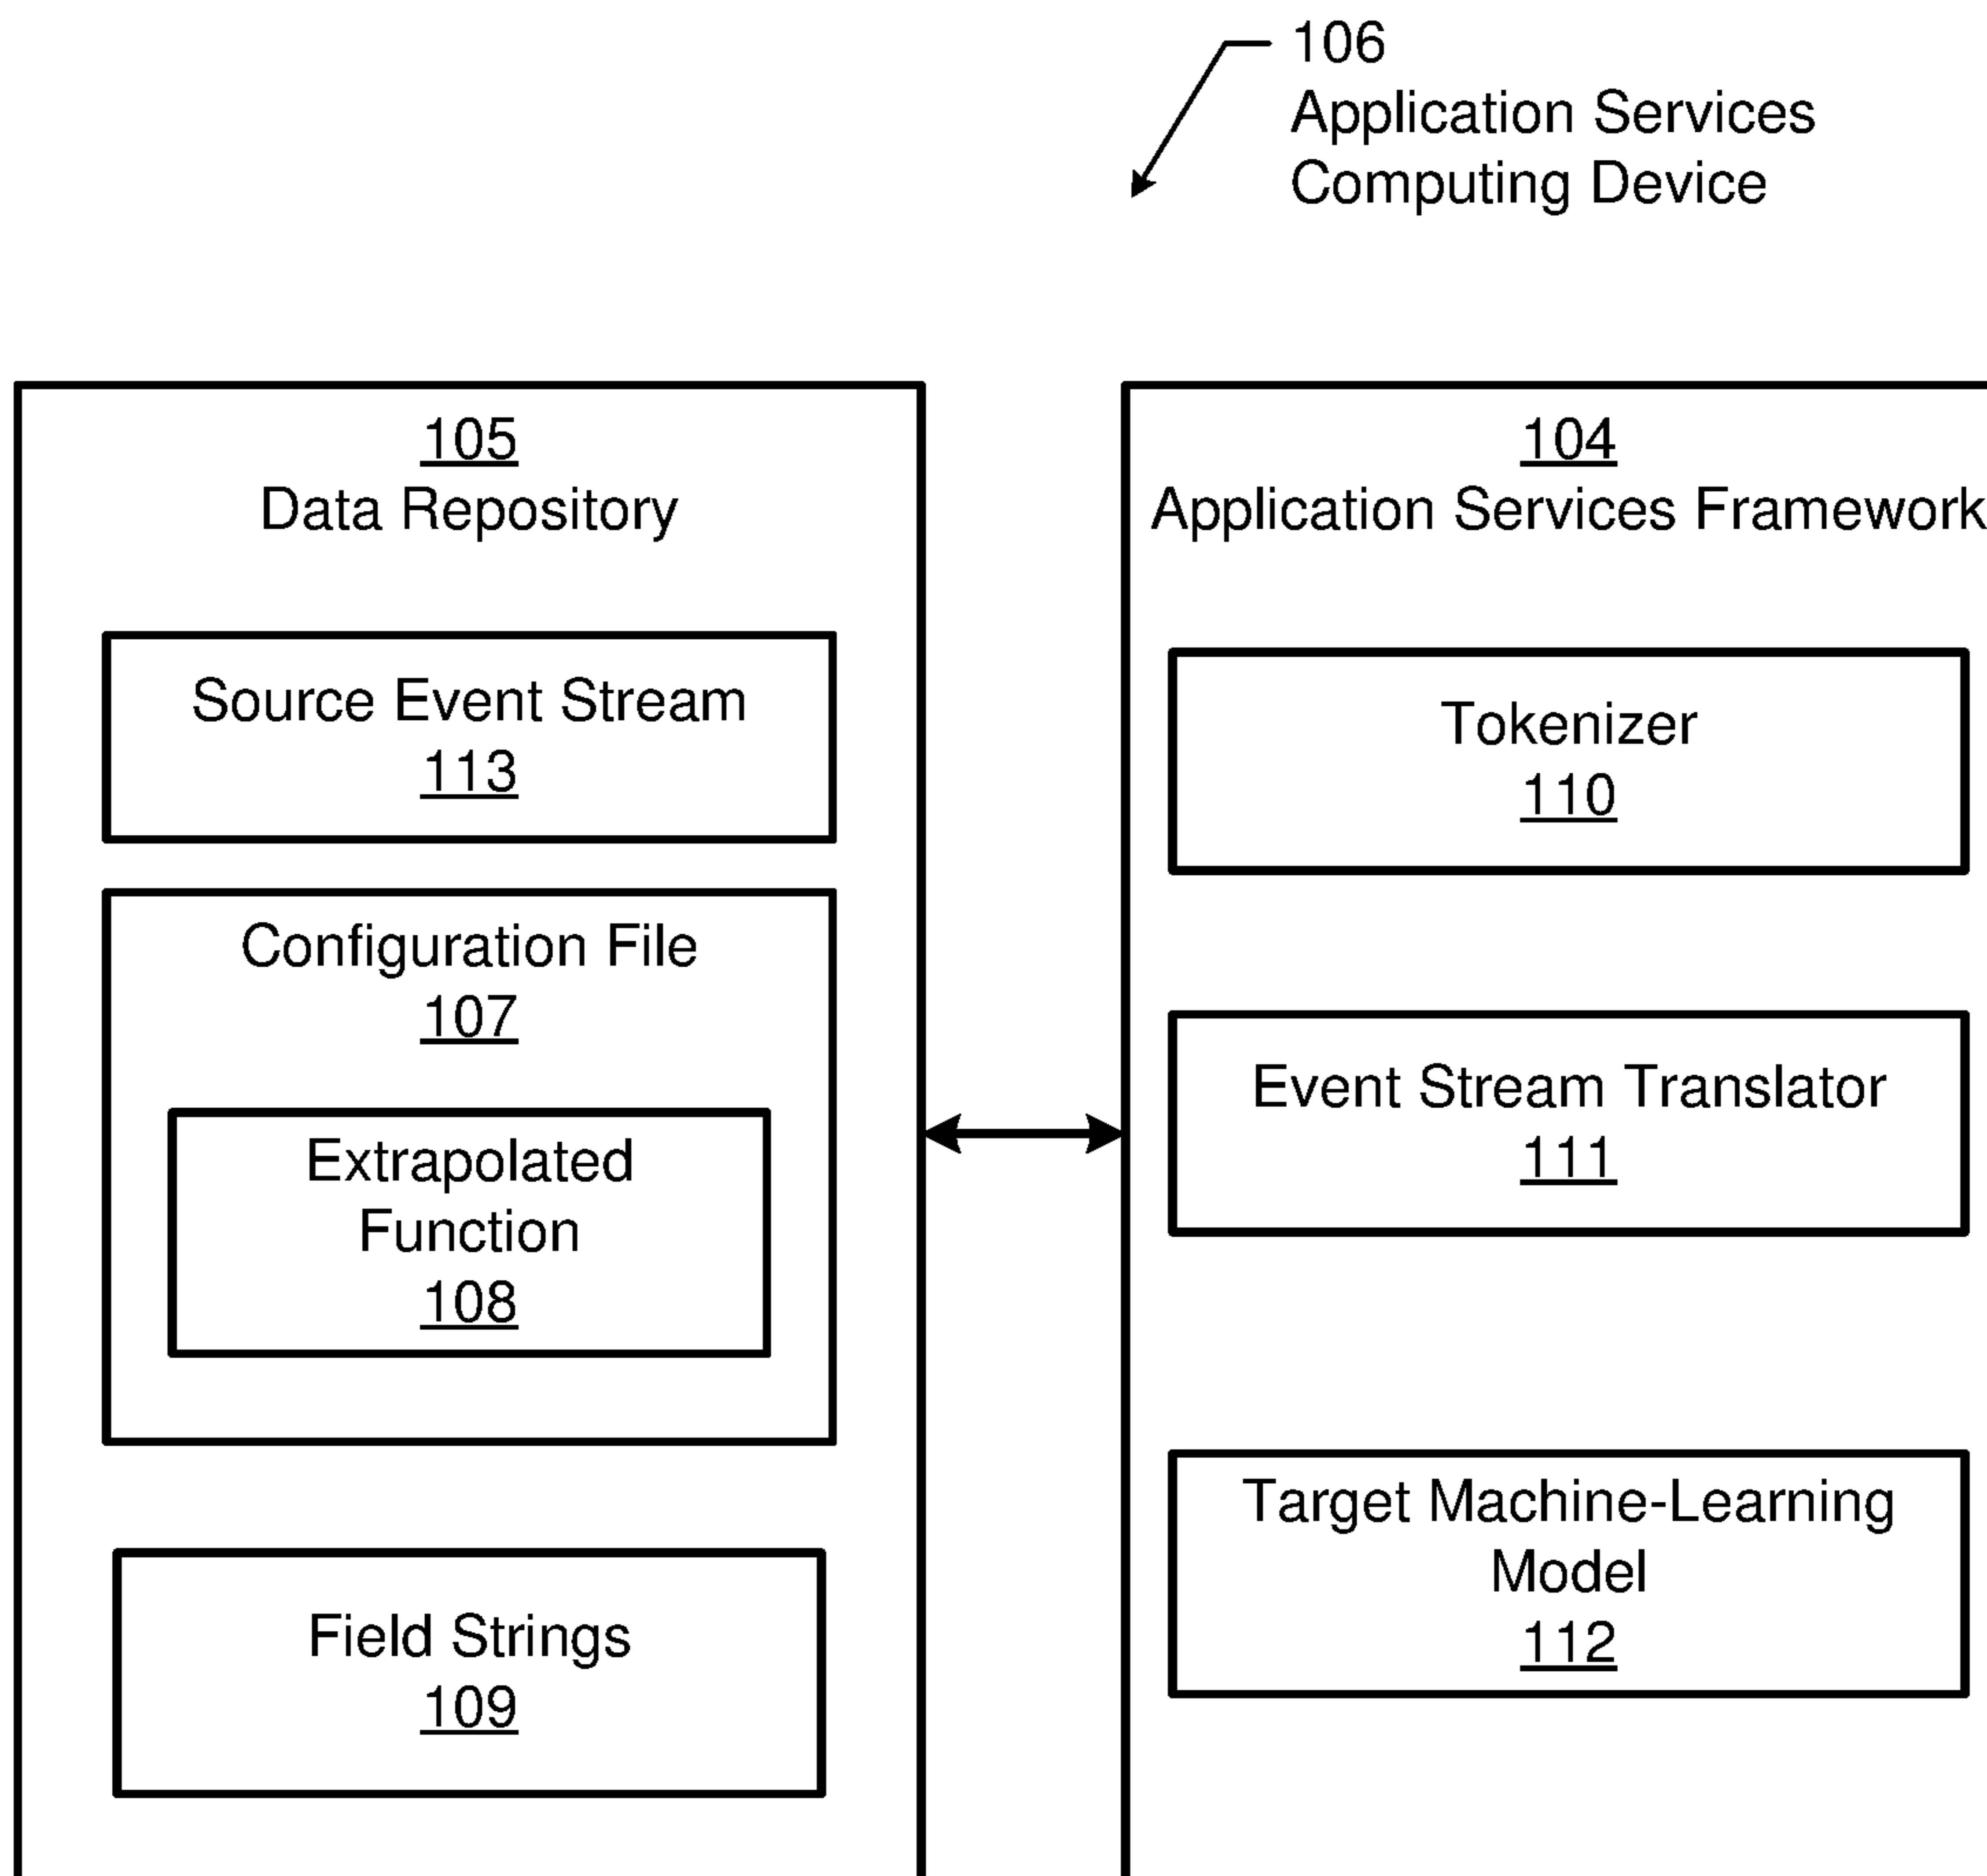 106
Application Services
Computing Device
105
Data Repository
Source Event Stream
113
Configuration File
107
Extrapolated
Function
108
Field Strings
109
104
Application Services Framework
Tokenizer
110
Event Stream Translator
111
Target Machine-Learning
Model
112